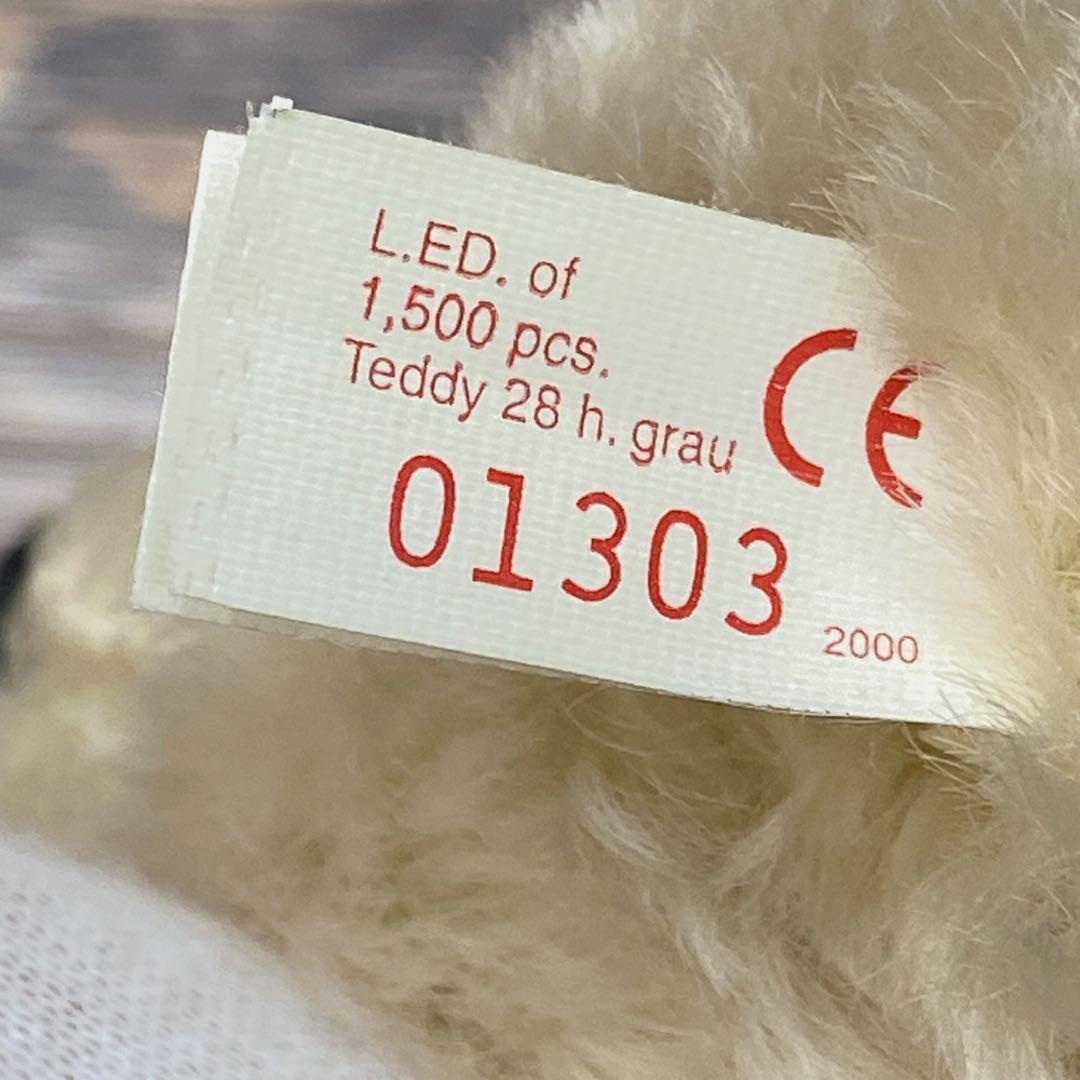 L.ED. of
1,500 pcs.
Teddy 28 h. grau
CE
01303
2000